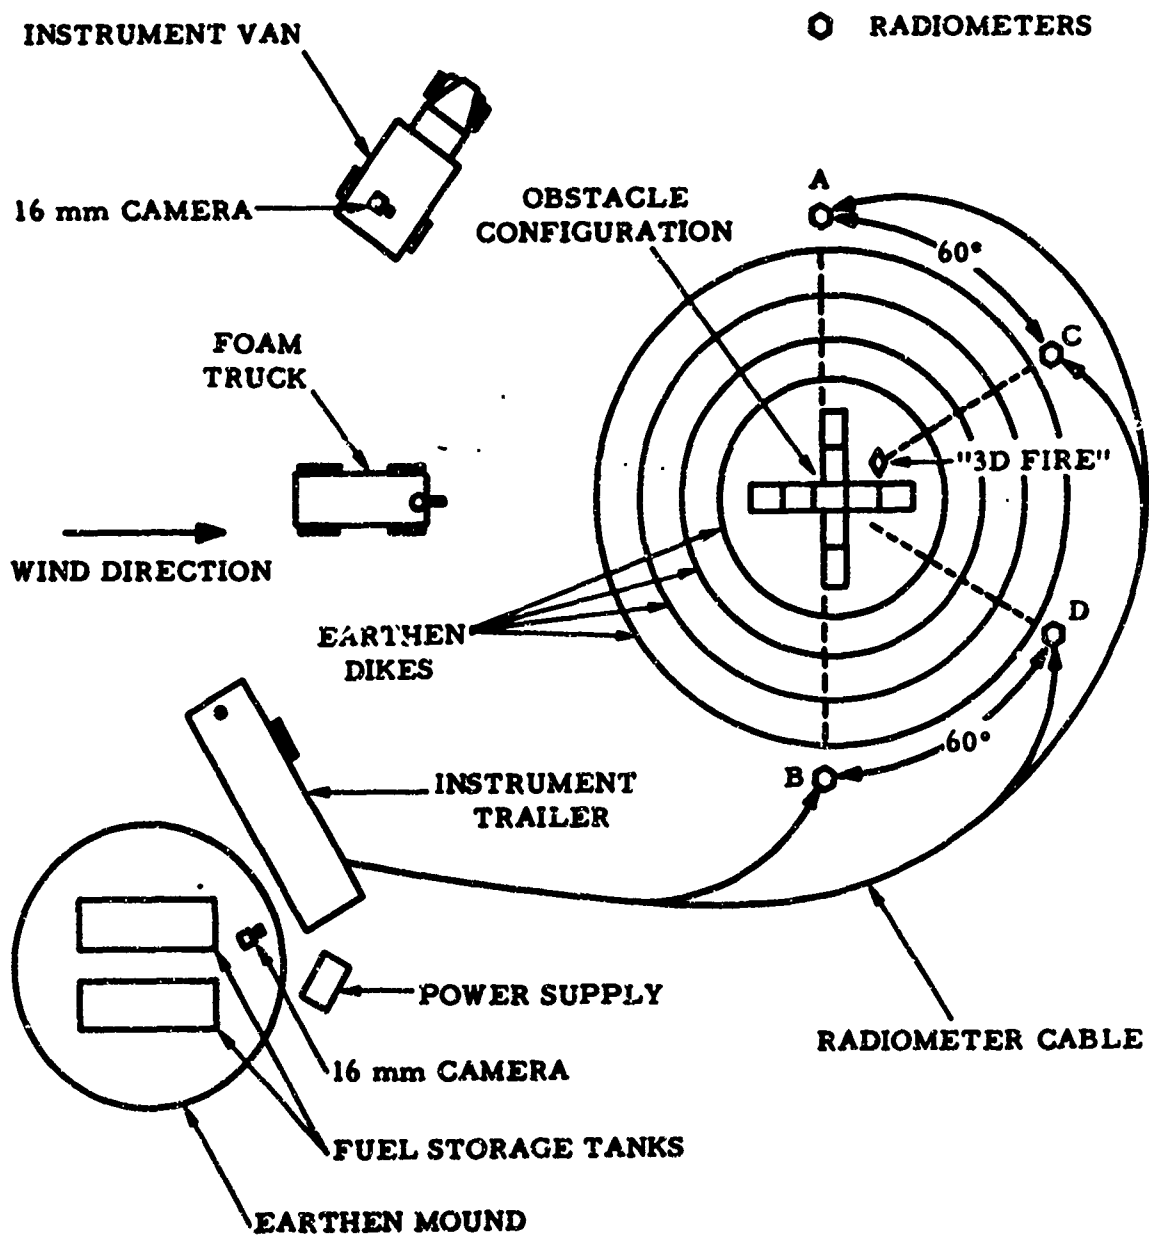 INSTRUMENT VAN
RADIOMETERS
16 mm CAMERA
OBSTACLE
CONFIGURATION
A
60°
C
FOAM
TRUCK
"3D FIRE"
WIND DIRECTION
EARTHEN
DIKES
D
60°
B
INSTRUMENT
TRAILER
POWER SUPPLY
RADIOMETER CABLE
16 mm CAMERA
FUEL STORAGE TANKS
EARTHEN MOUND